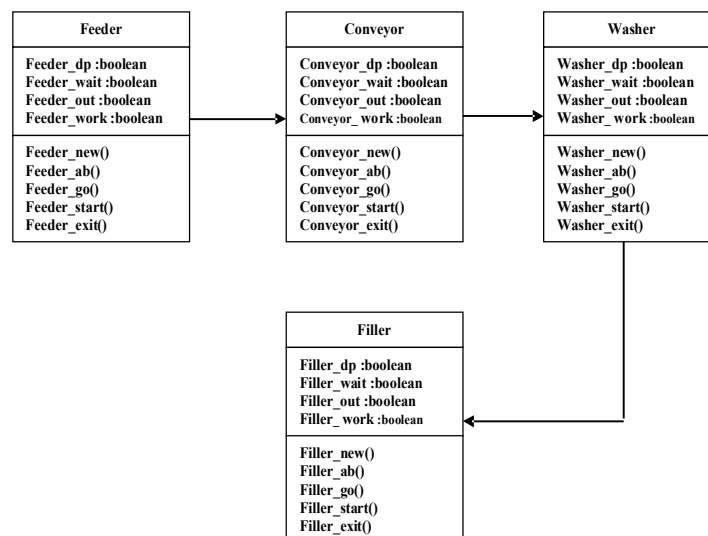 Feeder
Feeder_dp :boolean
Feeder_wait :boolean
Feeder_out :boolean
Feeder_work :boolean
Feeder_new()
Feeder_ab()
Feeder_go()
Feeder_start()
Feeder_exit()
Conveyor
Conveyor_dp :boolean
Conveyor_wait :boolean
Conveyor_out :boolean
Conveyor_ work :boolean
Conveyor_new()
Conveyor_ab()
Conveyor_go()
Conveyor_start()
Conveyor_exit()
Washer
Washer_dp :boolean
Washer_wait :boolean
Washer_out :boolean
Washer_ work :boolean
Washer_new()
Washer_ab()
Washer_go()
Washer_start()
Washer_exit()
Filler
Filler_dp :boolean
Filler_wait :boolean
Filler_out :boolean
Filler_ work :boolean
Filler_new()
Filler_ab()
Filler_go()
Filler_start()
Filler_exit()